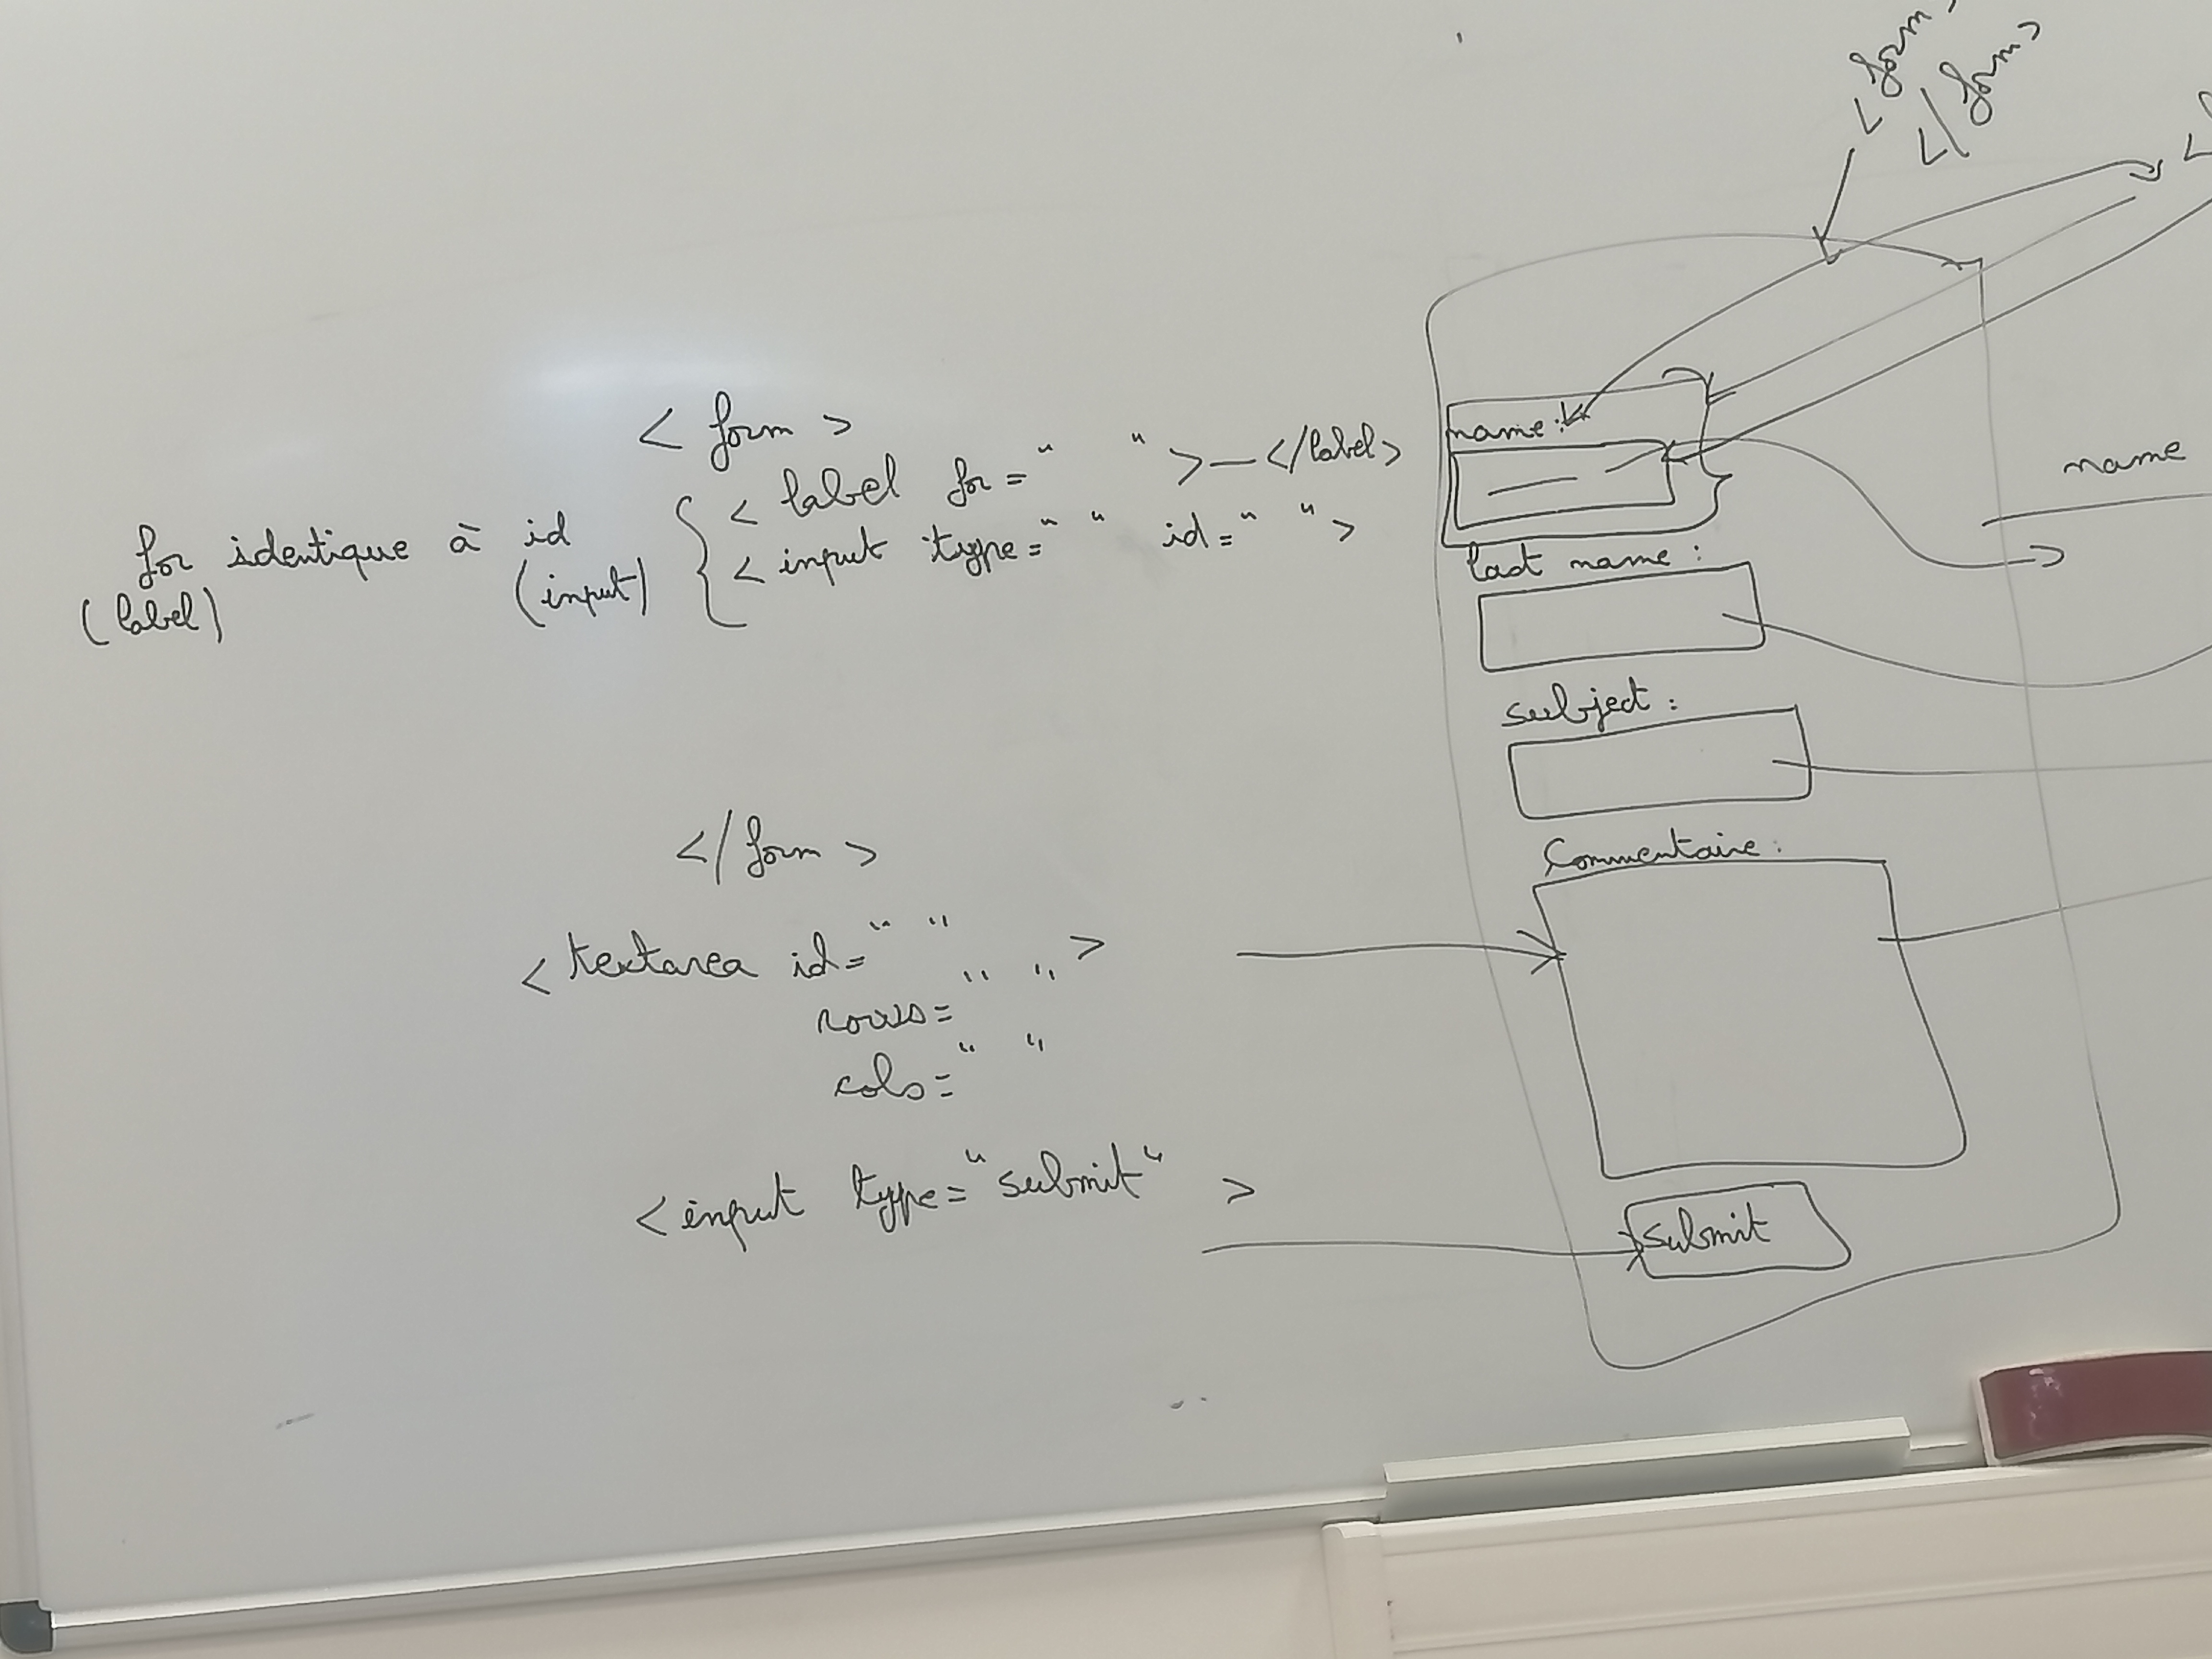 < form >
< label for=" ">—</label>
< input type=" " id=" ">
for identique à id
(label) (input)
</ form >
<textarea id=" " >
rows=" "
cols=" "
<input type="submit" >
<form>
</form>
name:
last name :
subject :
Commentaire :
submit
name